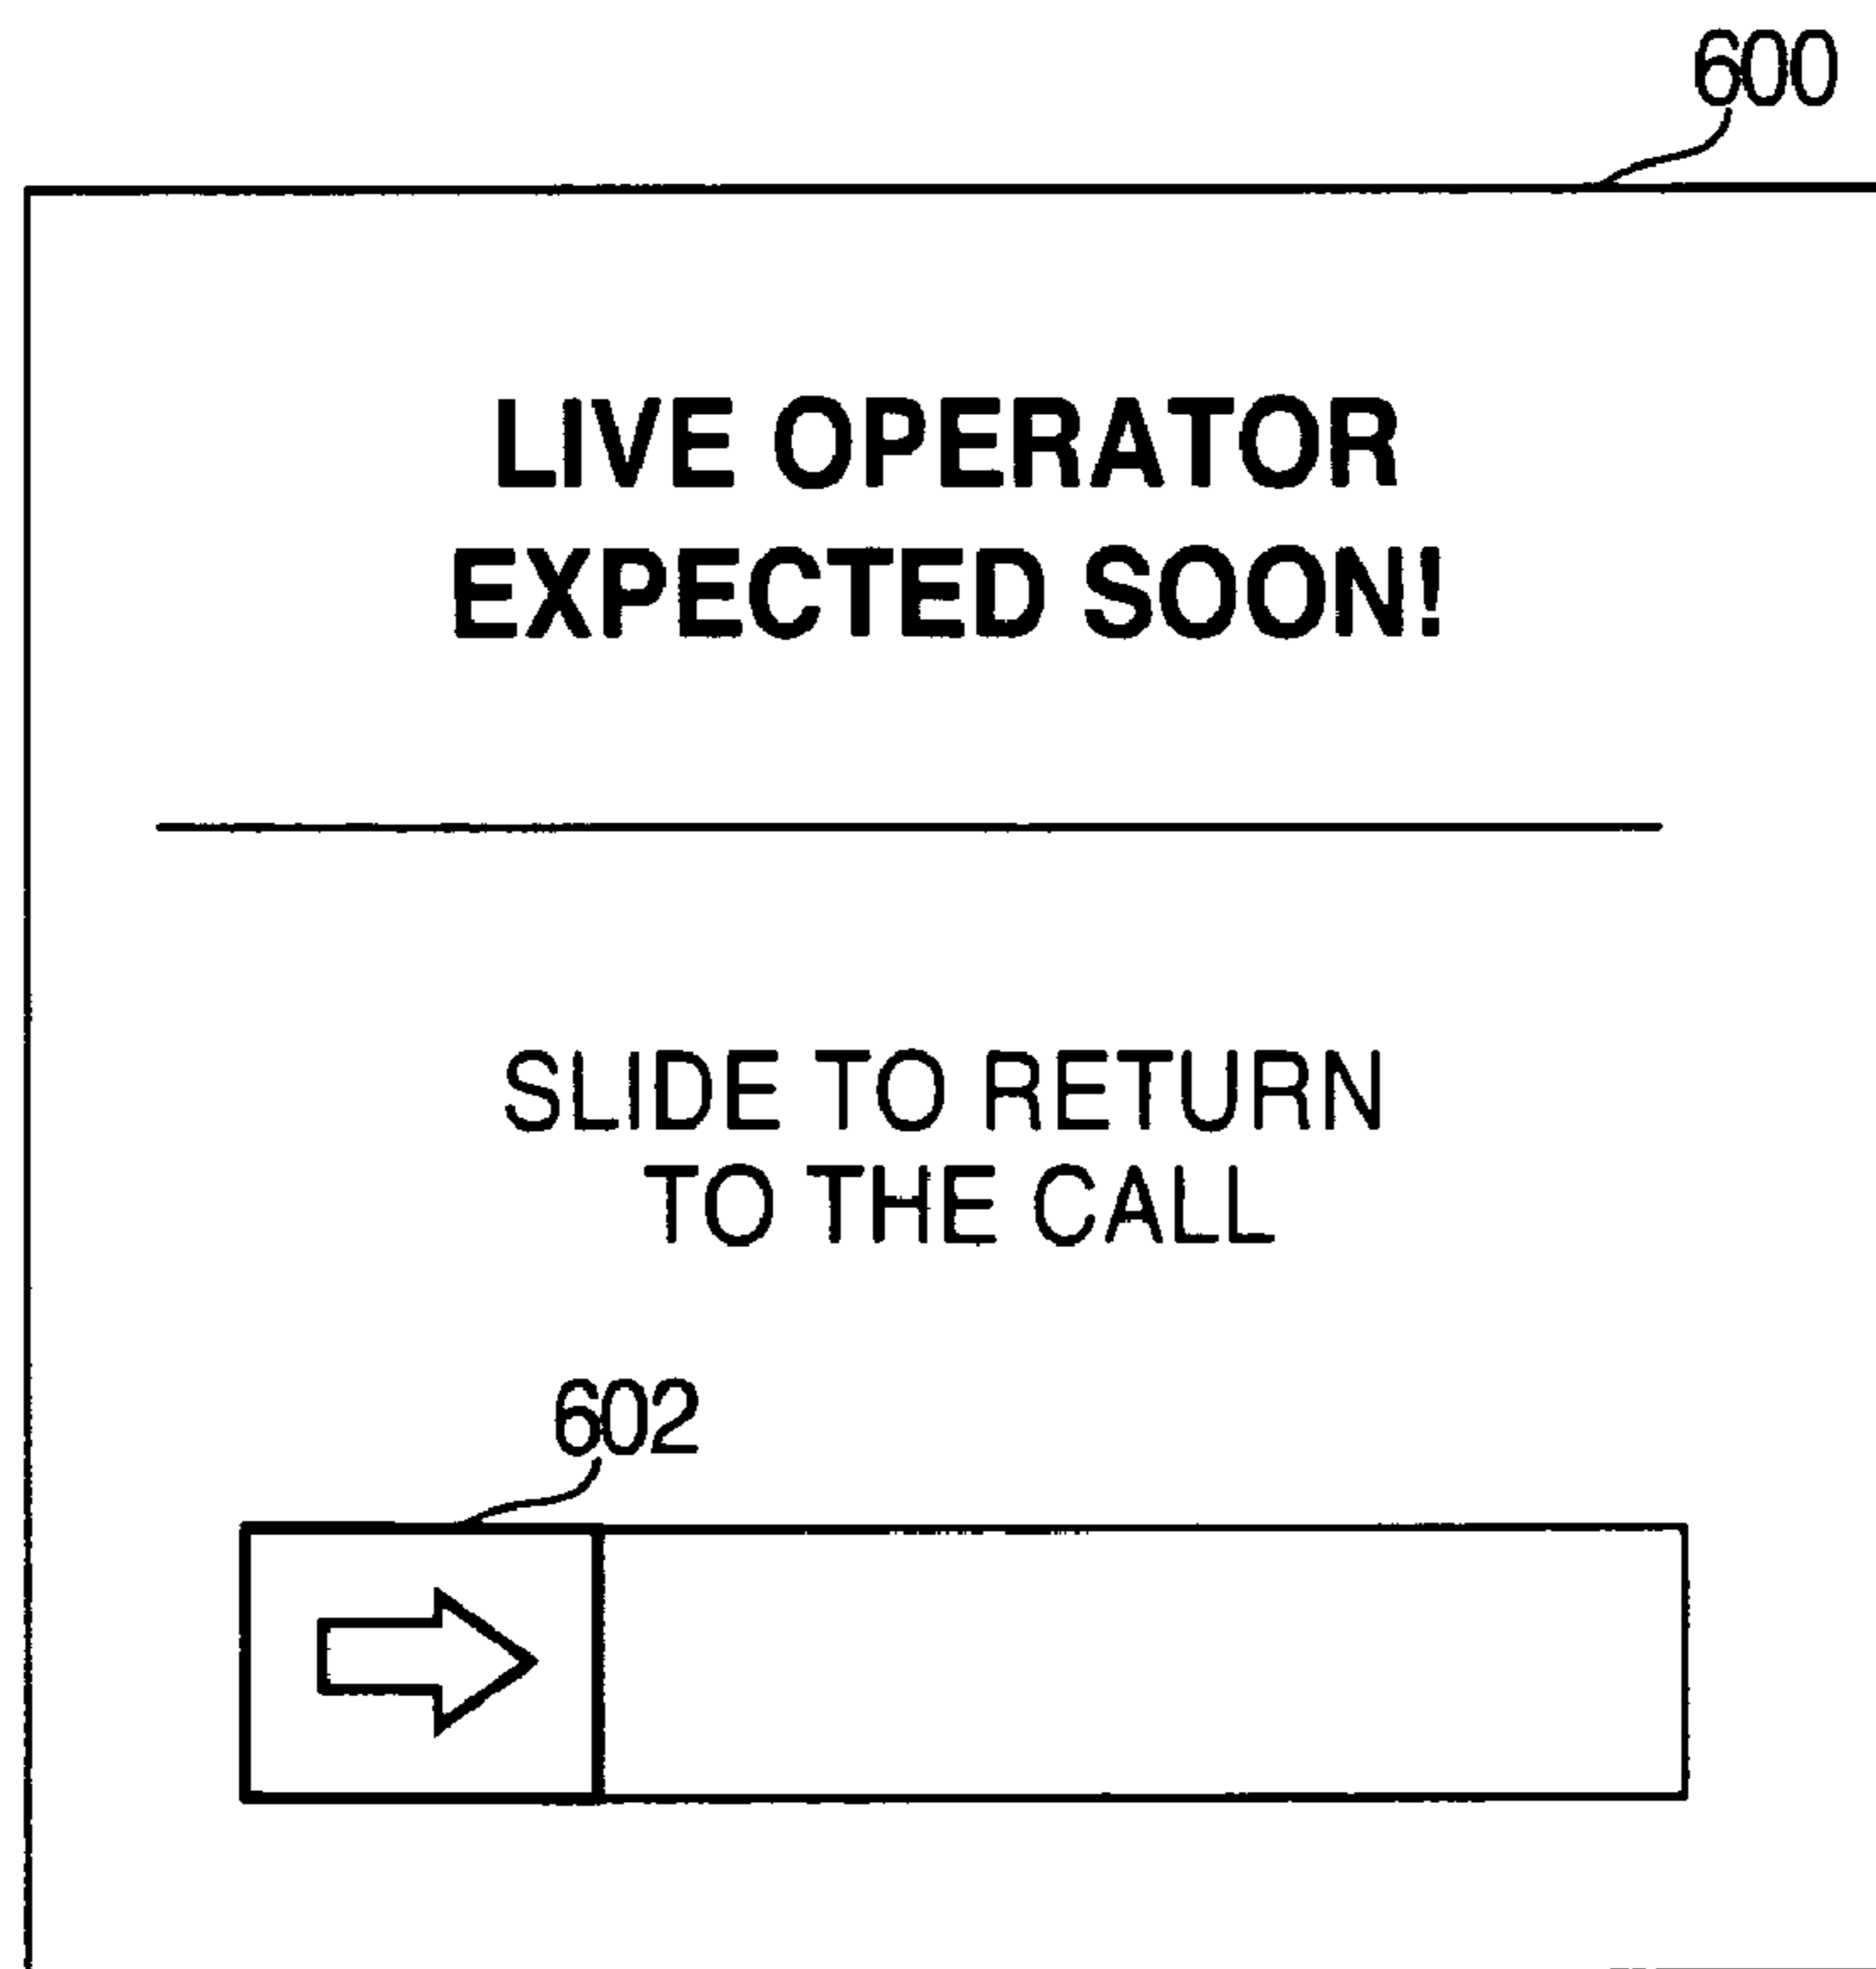 600
LIVE OPERATOR
EXPECTED SOON!
SLIDE TO RETURN
TO THE CALL
602